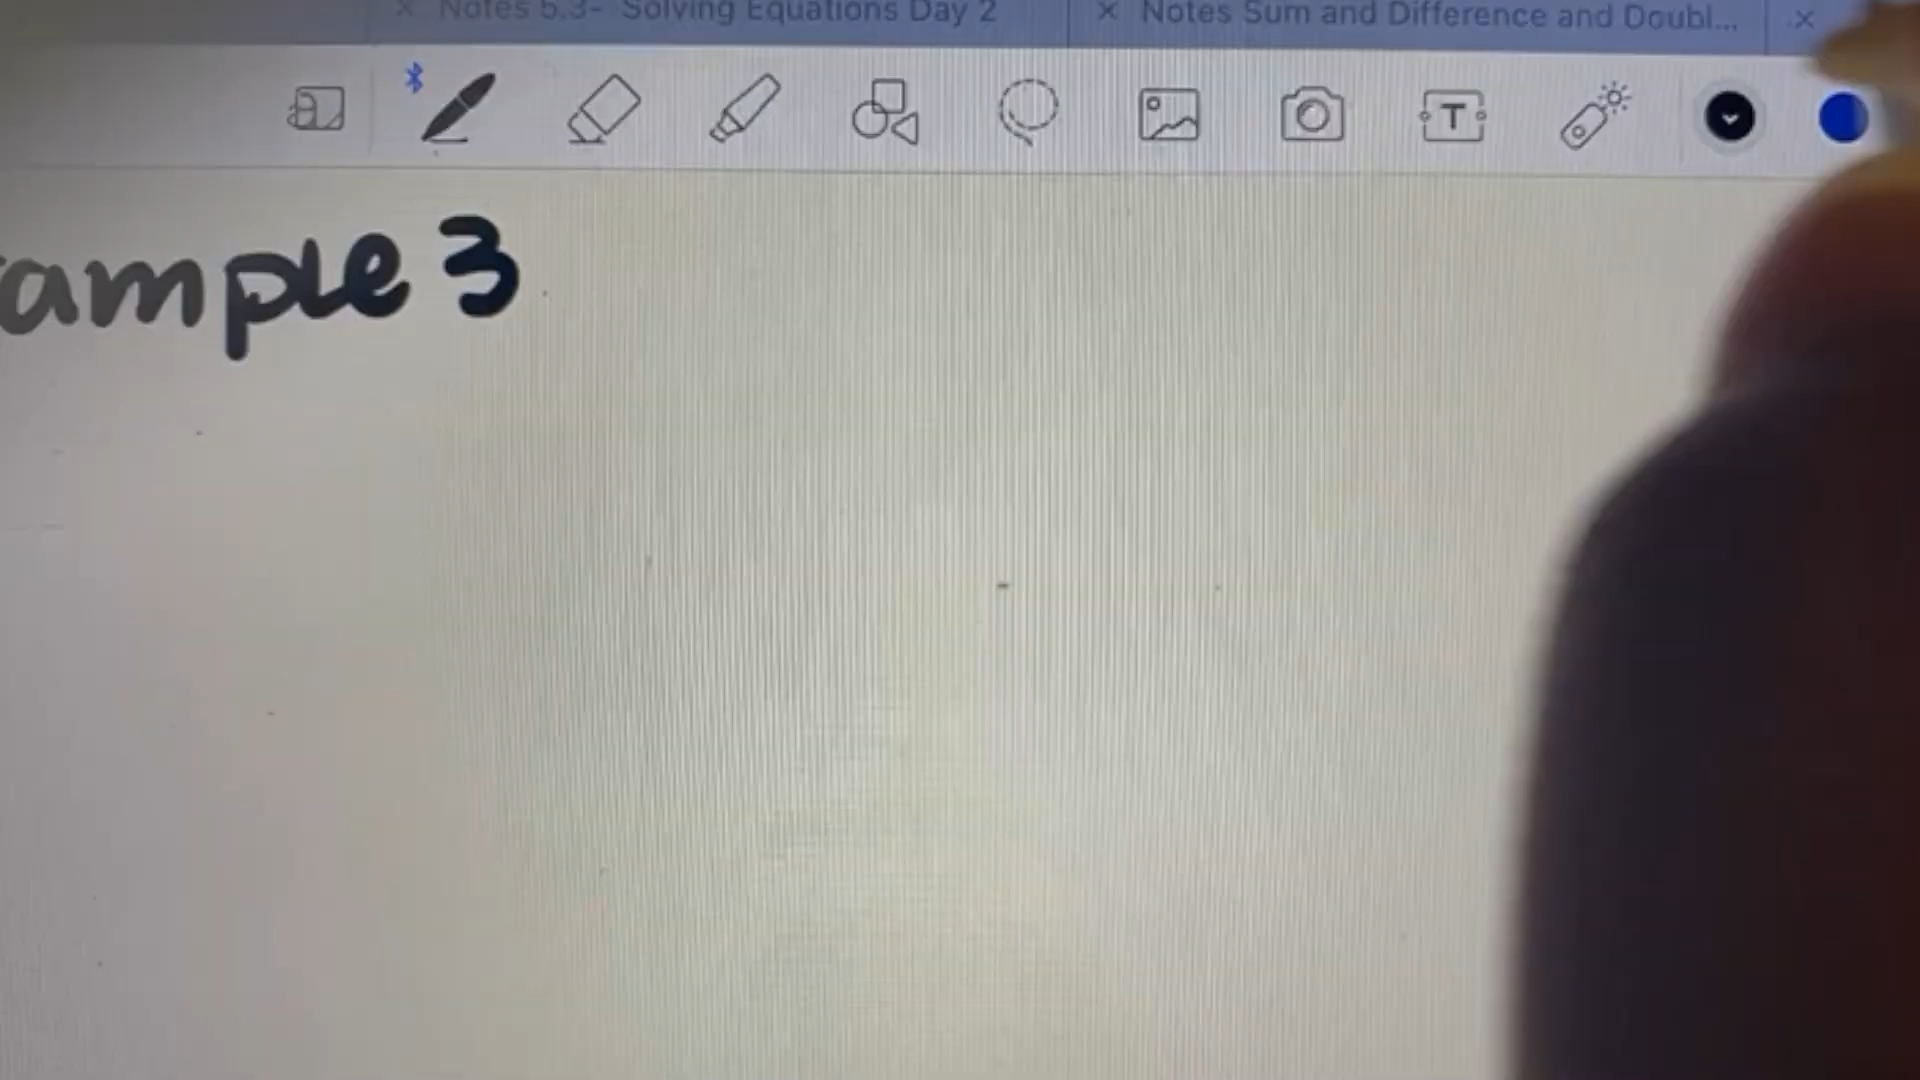 Notes 5.3- Solving Equations Day 2
Notes Sum and Difference and Doubl...
T
ample 3